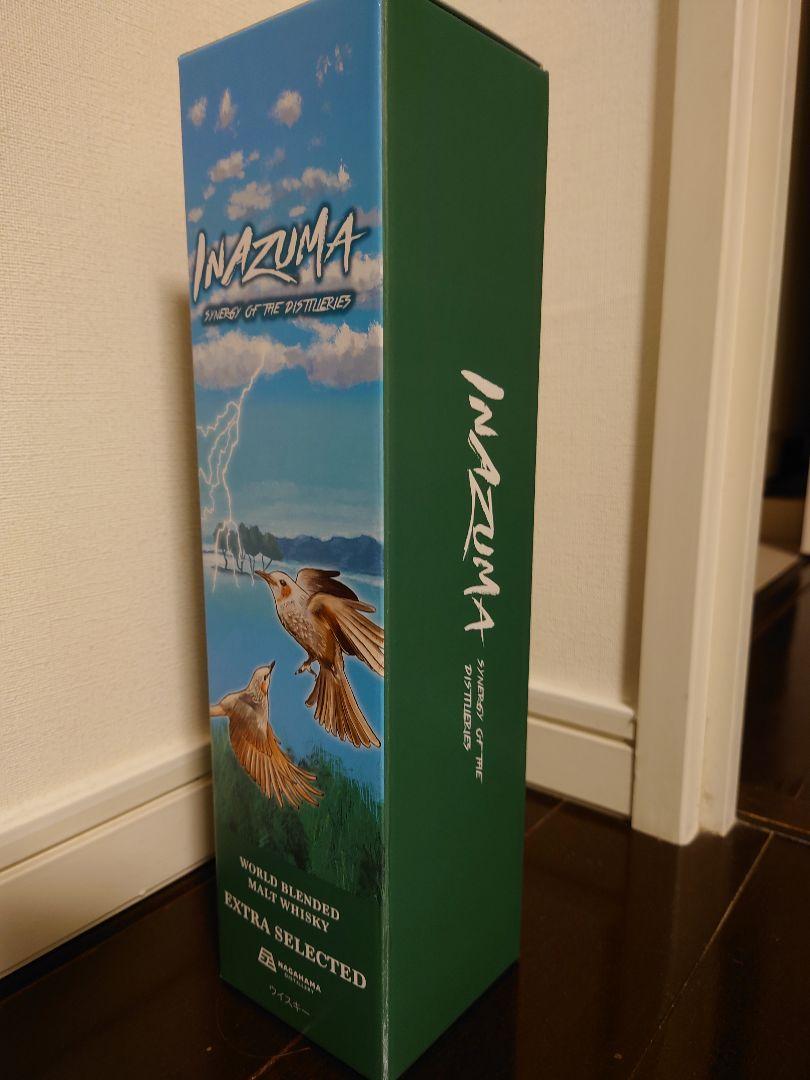 INAZUMA
SYNERGY OF THE DISTILLERIES
WORLD BLENDED
MALT WHISKY
EXTRA SELECTED
NAGAHAMA
DISTILLERY
ウイスキー
INAZUMA
SYNERGY OF THE
DISTILLERIES